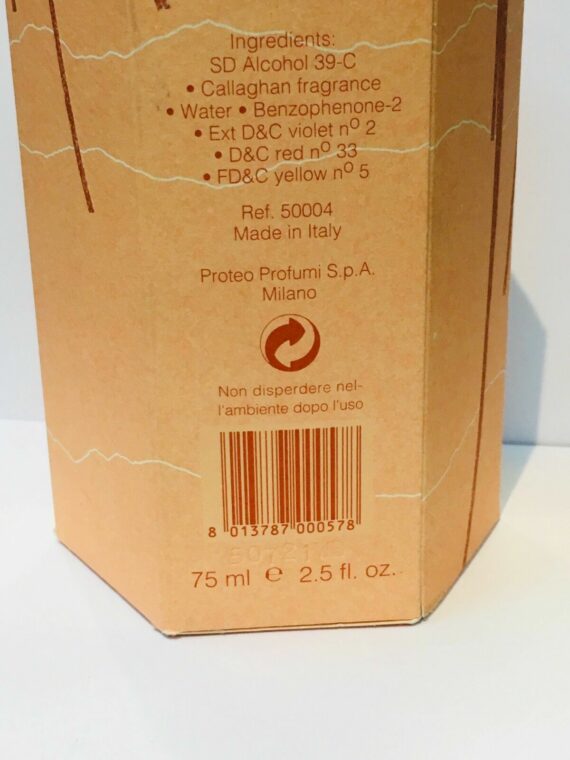 Ingredients:
SD Alcohol 39-C
• Callaghan fragrance
• Water • Benzophenone-2
• Ext D&C violet nº 2
• D&C red nº 33
• FD&C yellow nº 5
Ref. 50004
Made in Italy
Proteo Profumi S.p.A.
Milano
Non disperdere nel-
l'ambiente dopo l'uso
8 013787 000578
75 ml ℮ 2.5 fl. oz.